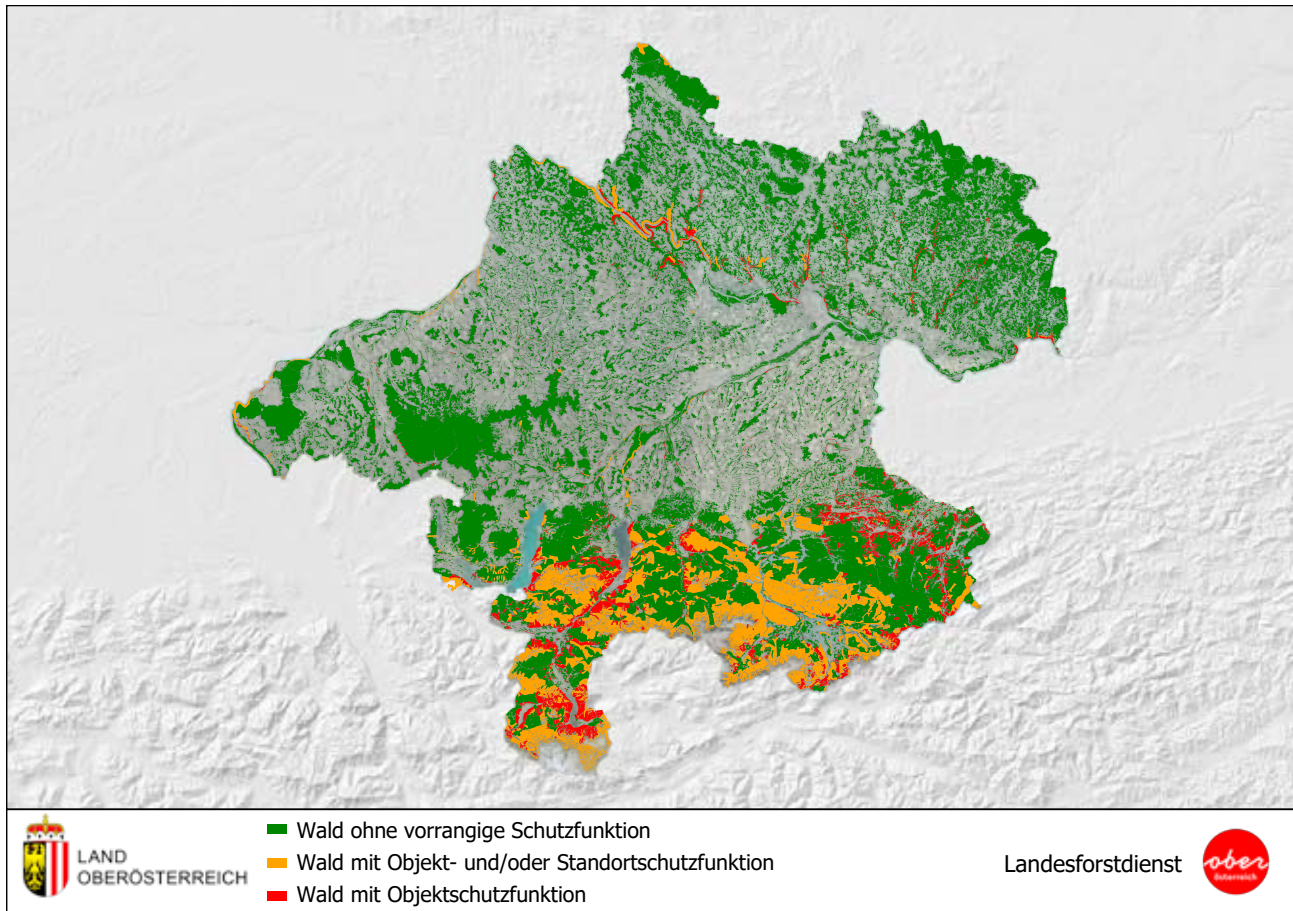 LAND
OBERÖSTERREICH
Wald ohne vorrangige Schutzfunktion
Wald mit Objekt- und/oder Standortschutzfunktion
Wald mit Objektschutzfunktion
Landesforstdienst
ober
österreich